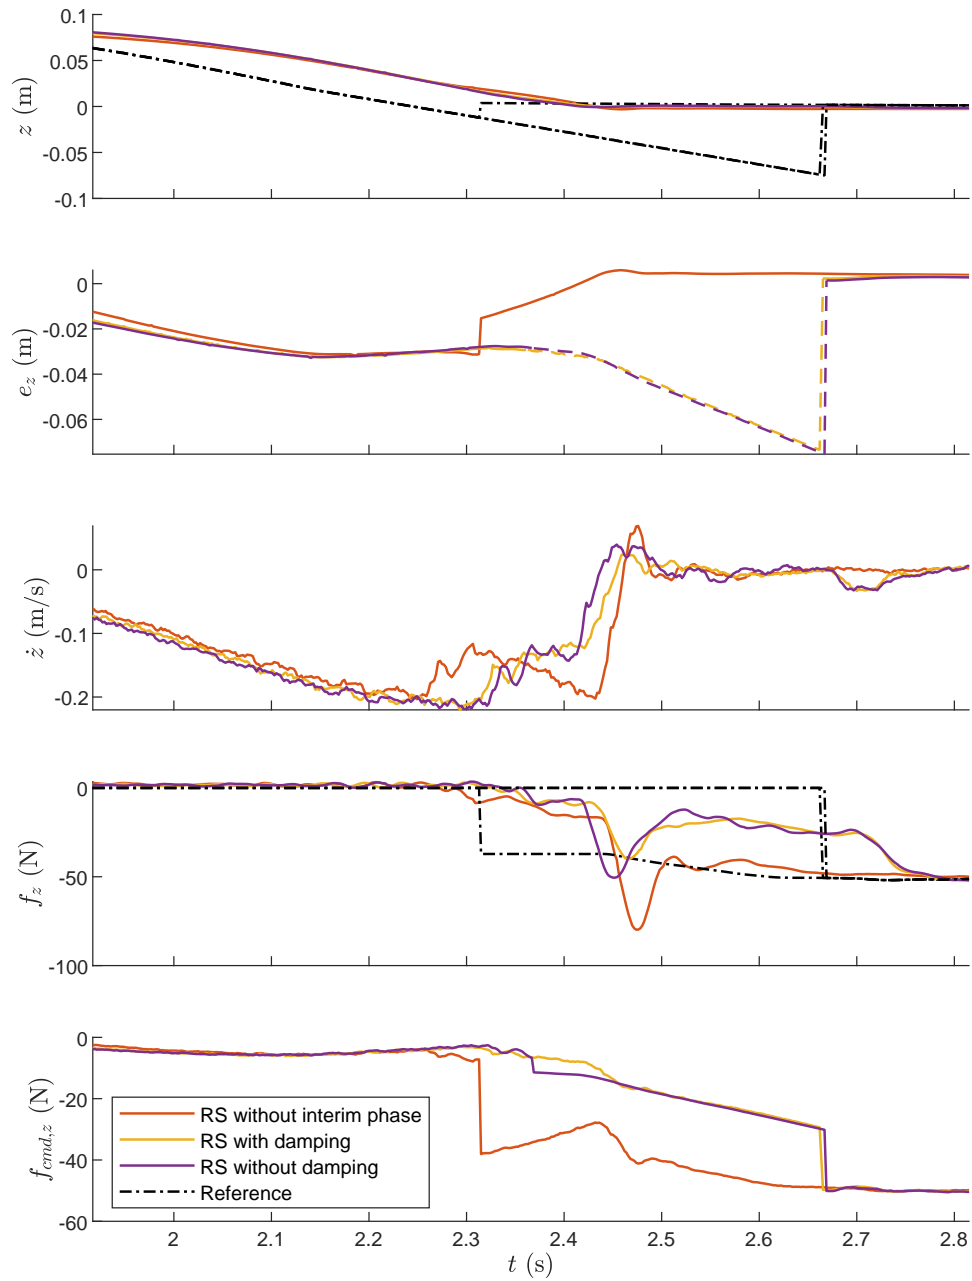 0.1
0.05
0
-0.05
-0.1
z (m)
0
-0.02
-0.04
-0.06
e_z (m)
0
-0.1
-0.2
ż (m/s)
0
-50
-100
f_z (N)
0
-20
-40
-60
f_{cmd,z} (N)
RS without interim phase
RS with damping
RS without damping
Reference
2 2.1 2.2 2.3 2.4 2.5 2.6 2.7 2.8
t (s)